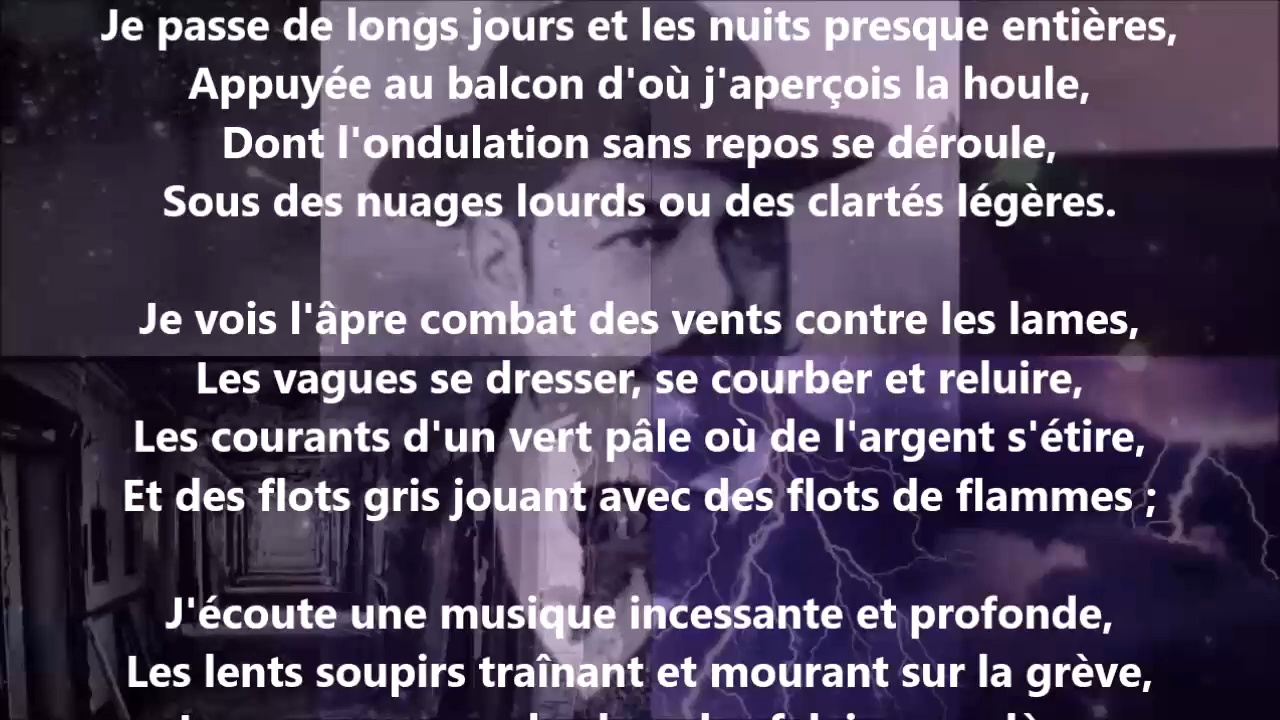 Je passe de longs jours et les nuits presque entières,
Appuyée au balcon d'où j'aperçois la houle,
Dont l'ondulation sans repos se déroule,
Sous des nuages lourds ou des clartés légères.
Je vois l'âpre combat des vents contre les lames,
Les vagues se dresser, se courber et reluire,
Les courants d'un vert pâle où de l'argent s'étire,
Et des flots gris jouant avec des flots de flammes ;
J'écoute une musique incessante et profonde,
Les lents soupirs traînant et mourant sur la grève,